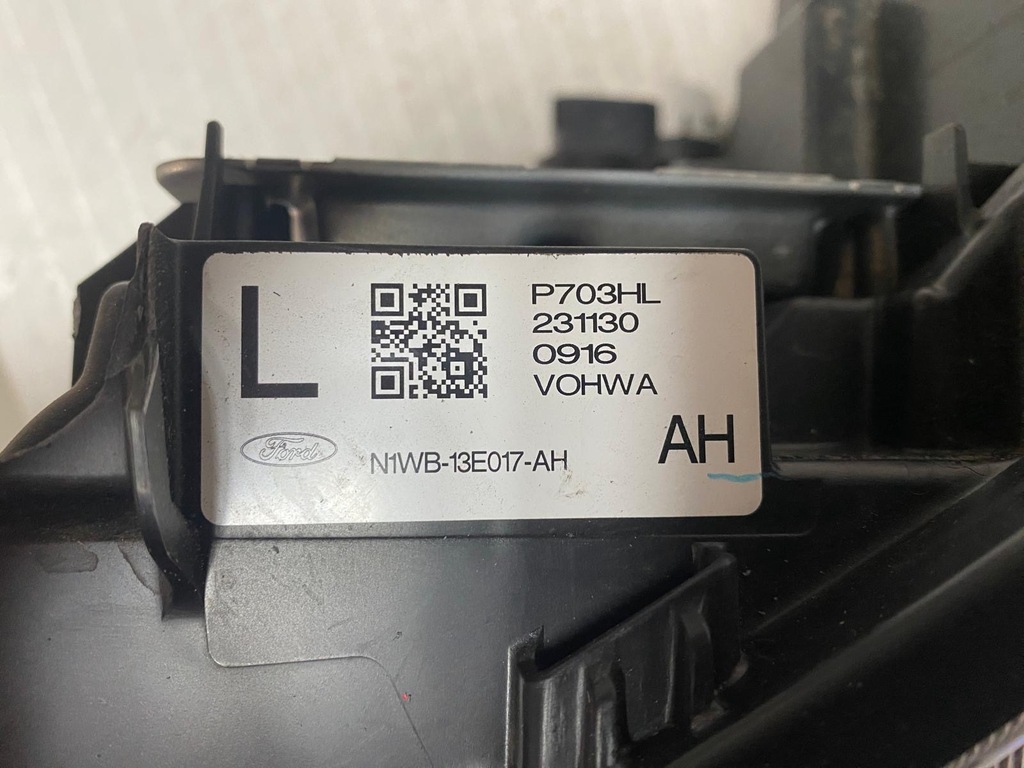 L
P703HL
231130
0916
VOHWA
AH
Ford
N1WB-13E017-AH